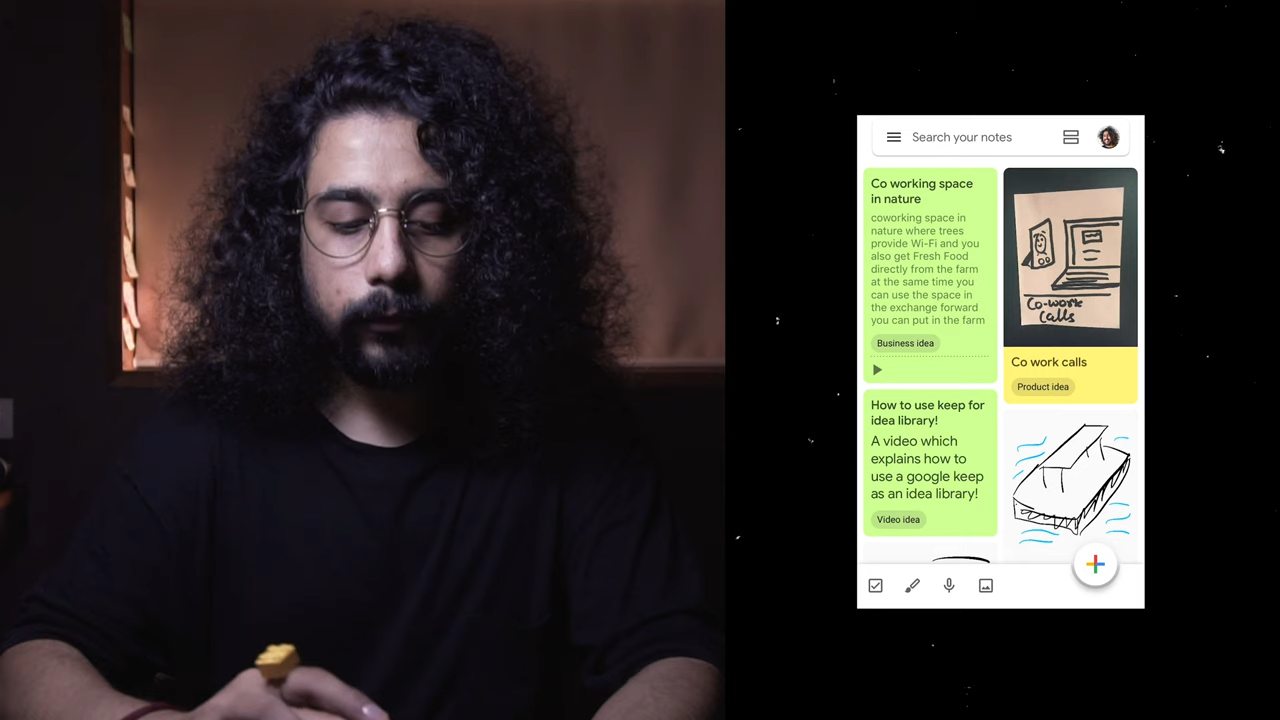 Search your notes
Co working space
in nature
coworking space in
nature where trees
provide Wi-Fi and you
also get Fresh Food
directly from the farm
at the same time you
can use the space in
the exchange forward
you can put in the farm
Business idea
How to use keep for
idea library!
A video which
explains how to
use a google keep
as an idea library!
Video idea
Co-work
Calls
Co work calls
Product idea